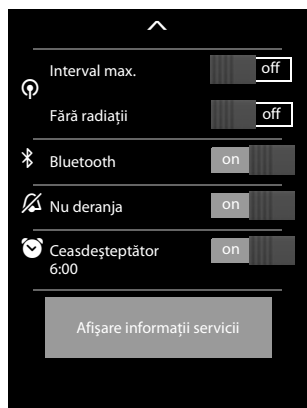 Interval max. off
Fără radiații off
Bluetooth on
Nu deranja on
Ceasdeșteptător on
6:00
Afișare informații servicii